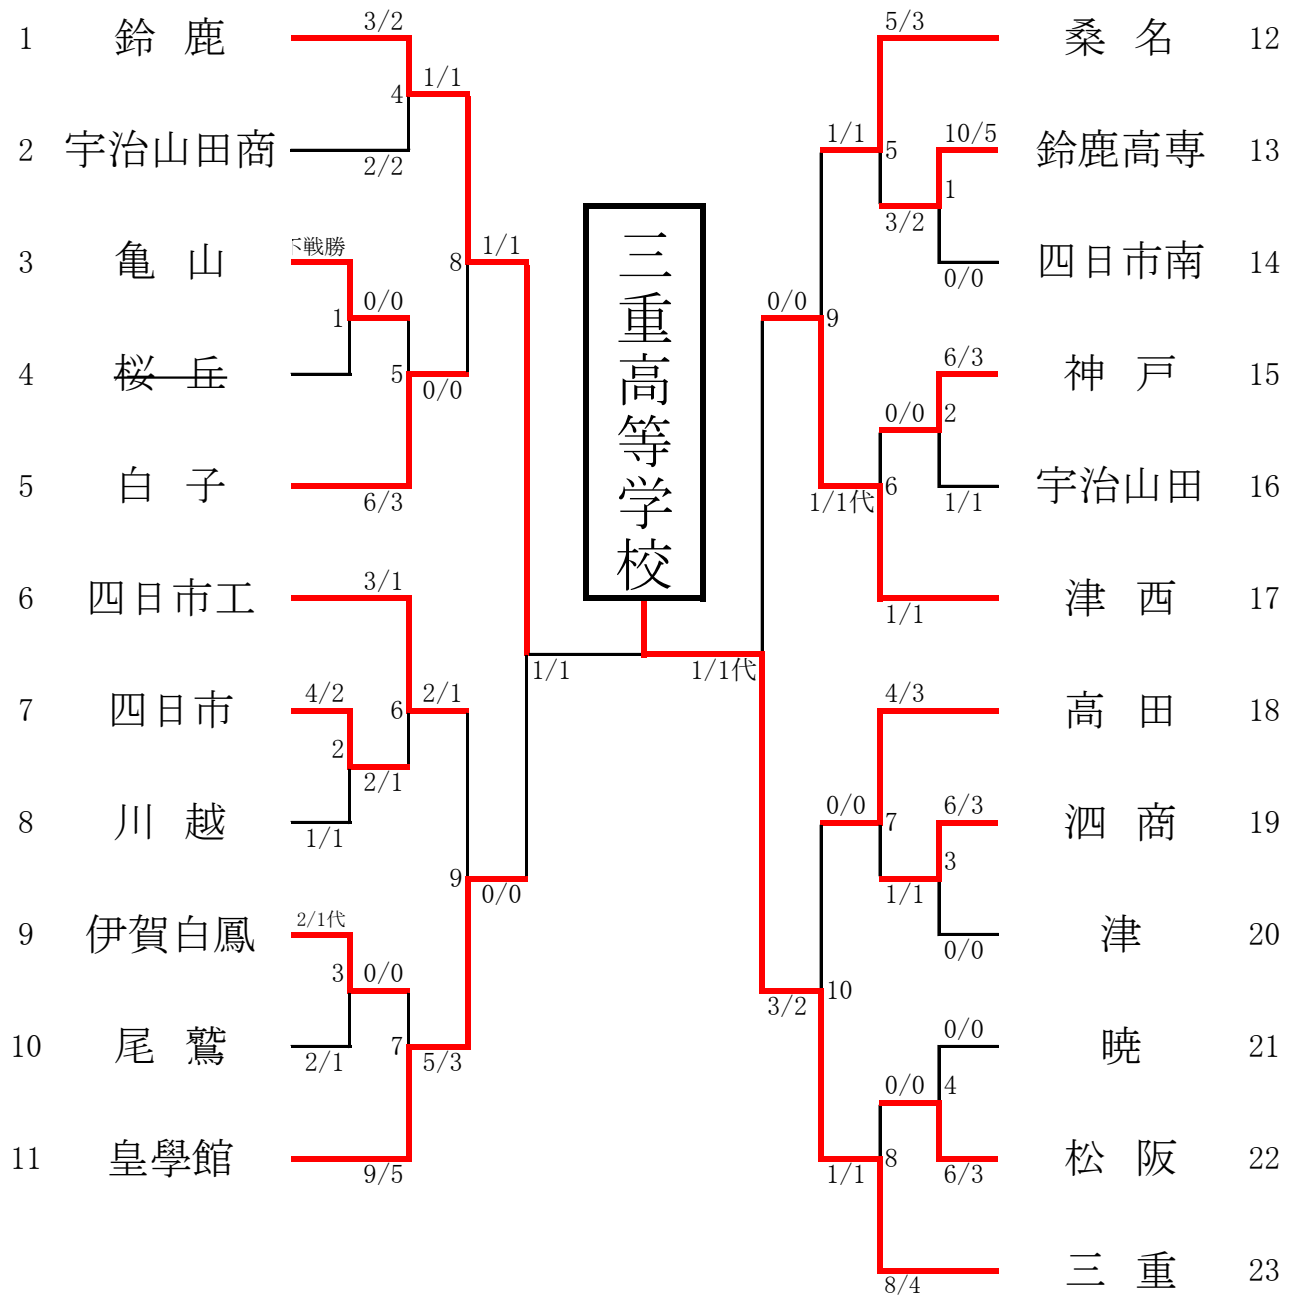 1 鈴鹿 3/2
4 1/1
2 宇治山田商 2/2
3 亀山 不戦勝
1 0/0
4 桜丘
5 0/0
5 白子 6/3
8 1/1
6 四日市工 3/1
6 2/1
7 四日市 4/2
2 2/1
8 川越 1/1
9 0/0
9 伊賀白鳳 2/1代
3 0/0
10 尾鷲 2/1
7 5/3
11 皇學館 9/5
1/1
三重高等学校
1/1代
5/3 桑名 12
1/1 5
10/5 鈴鹿高専 13
3/2 1
0/0 四日市南 14
0/0 9
6/3 神戸 15
0/0 2
1/1 宇治山田 16
1/1代 6
1/1 津西 17
4/3 高田 18
0/0 7
6/3 泗商 19
1/1 3
0/0 津 20
3/2 10
0/0 暁 21
0/0 4
6/3 松阪 22
1/1 8
8/4 三重 23